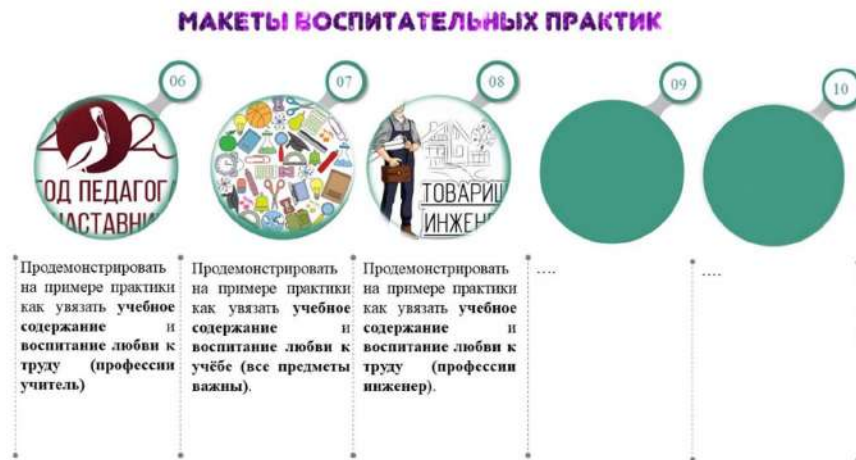 МАКЕТЫ ВОСПИТАТЕЛЬНЫХ ПРАКТИК
06
07
08
09
10
ОД ПЕДАГОГ
НАСТАВНИ
ТОВАРИЩ
ИНЖЕНЕ
Продемонстрировать
на примере практики
как увязать учебное
содержание и
воспитание любви к
труду (профессии
учитель)
Продемонстрировать
на примере практики
как увязать учебное
содержание и
воспитание любви к
учёбе (все предметы
важны).
Продемонстрировать
на примере практики
как увязать учебное
содержание и
воспитание любви к
труду (профессии
инженер).
....
....